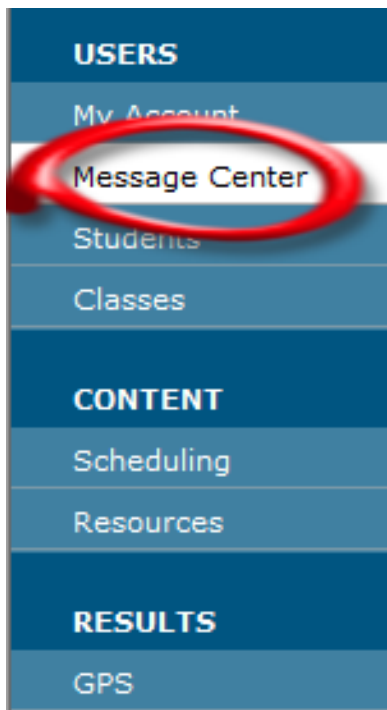 USERS
My Account
Message Center
Students
Classes
CONTENT
Scheduling
Resources
RESULTS
GPS